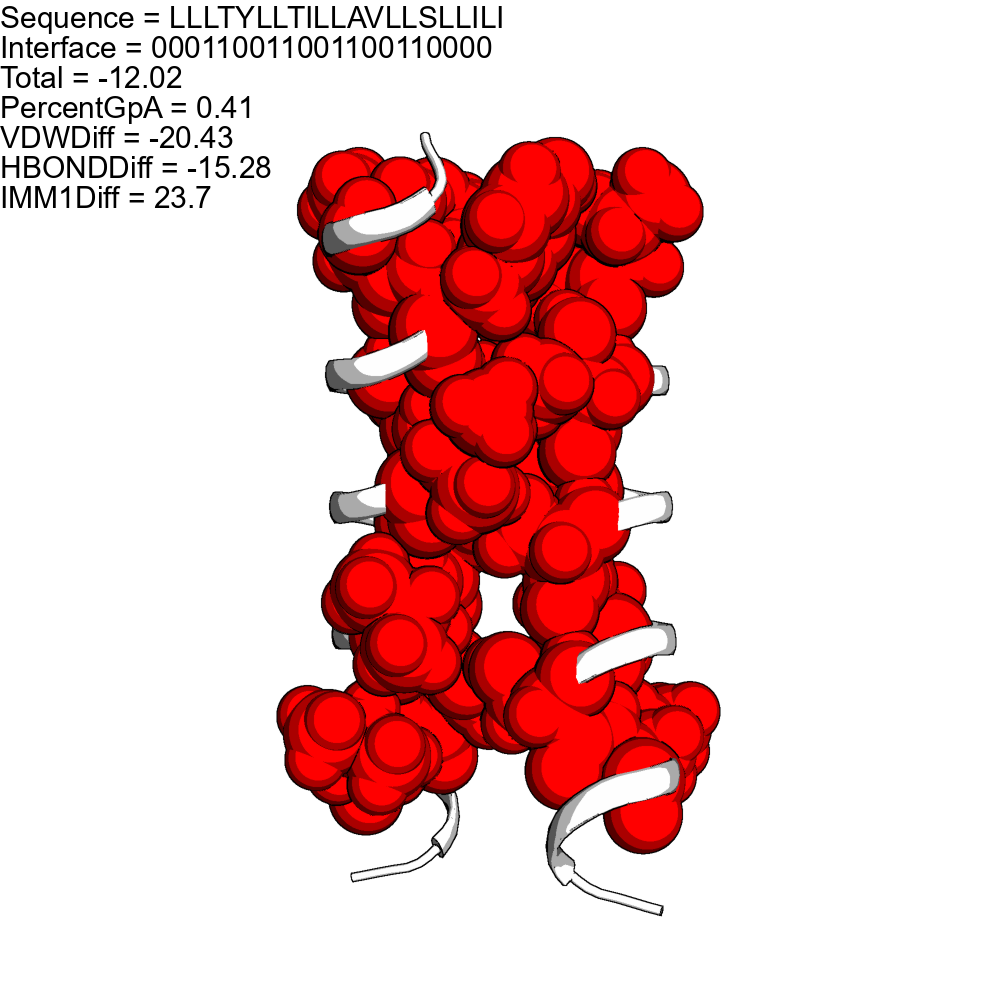 Sequence = LLLTYLLTILLAVLLSLLILI
Interface = 000110011001100110000
Total = -12.02
PercentGpA = 0.41
VDWDiff = -20.43
HBONDDiff = -15.28
IMM1Diff = 23.7